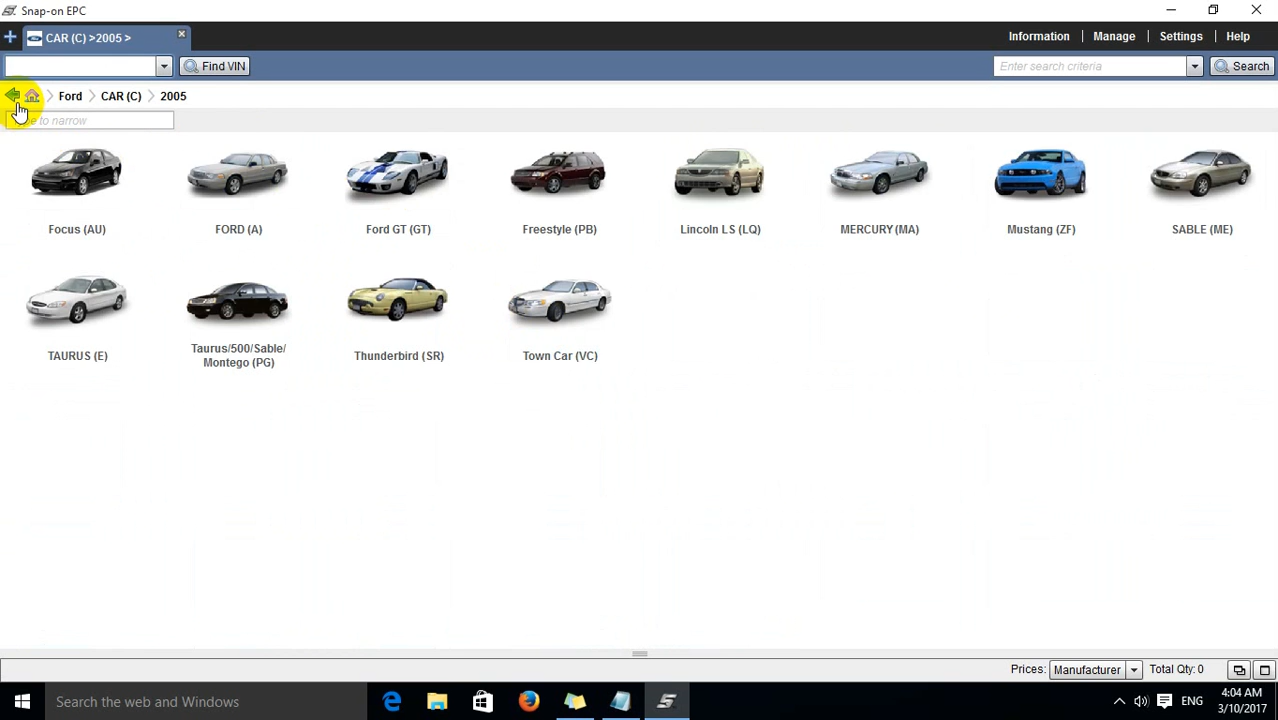 Snap-on EPC
CAR (C) >2005 >
Information
Manage
Settings
Help
Find VIN
Enter search criteria
Search
Ford
CAR (C)
2005
to narrow
Focus (AU)
FORD (A)
Ford GT (GT)
Freestyle (PB)
Lincoln LS (LQ)
MERCURY (MA)
Mustang (ZF)
SABLE (ME)
TAURUS (E)
Taurus/500/Sable/
Montego (PG)
Thunderbird (SR)
Town Car (VC)
Prices:
Manufacturer
Total Qty: 0
Search the web and Windows
ENG
4:04 AM
3/10/2017